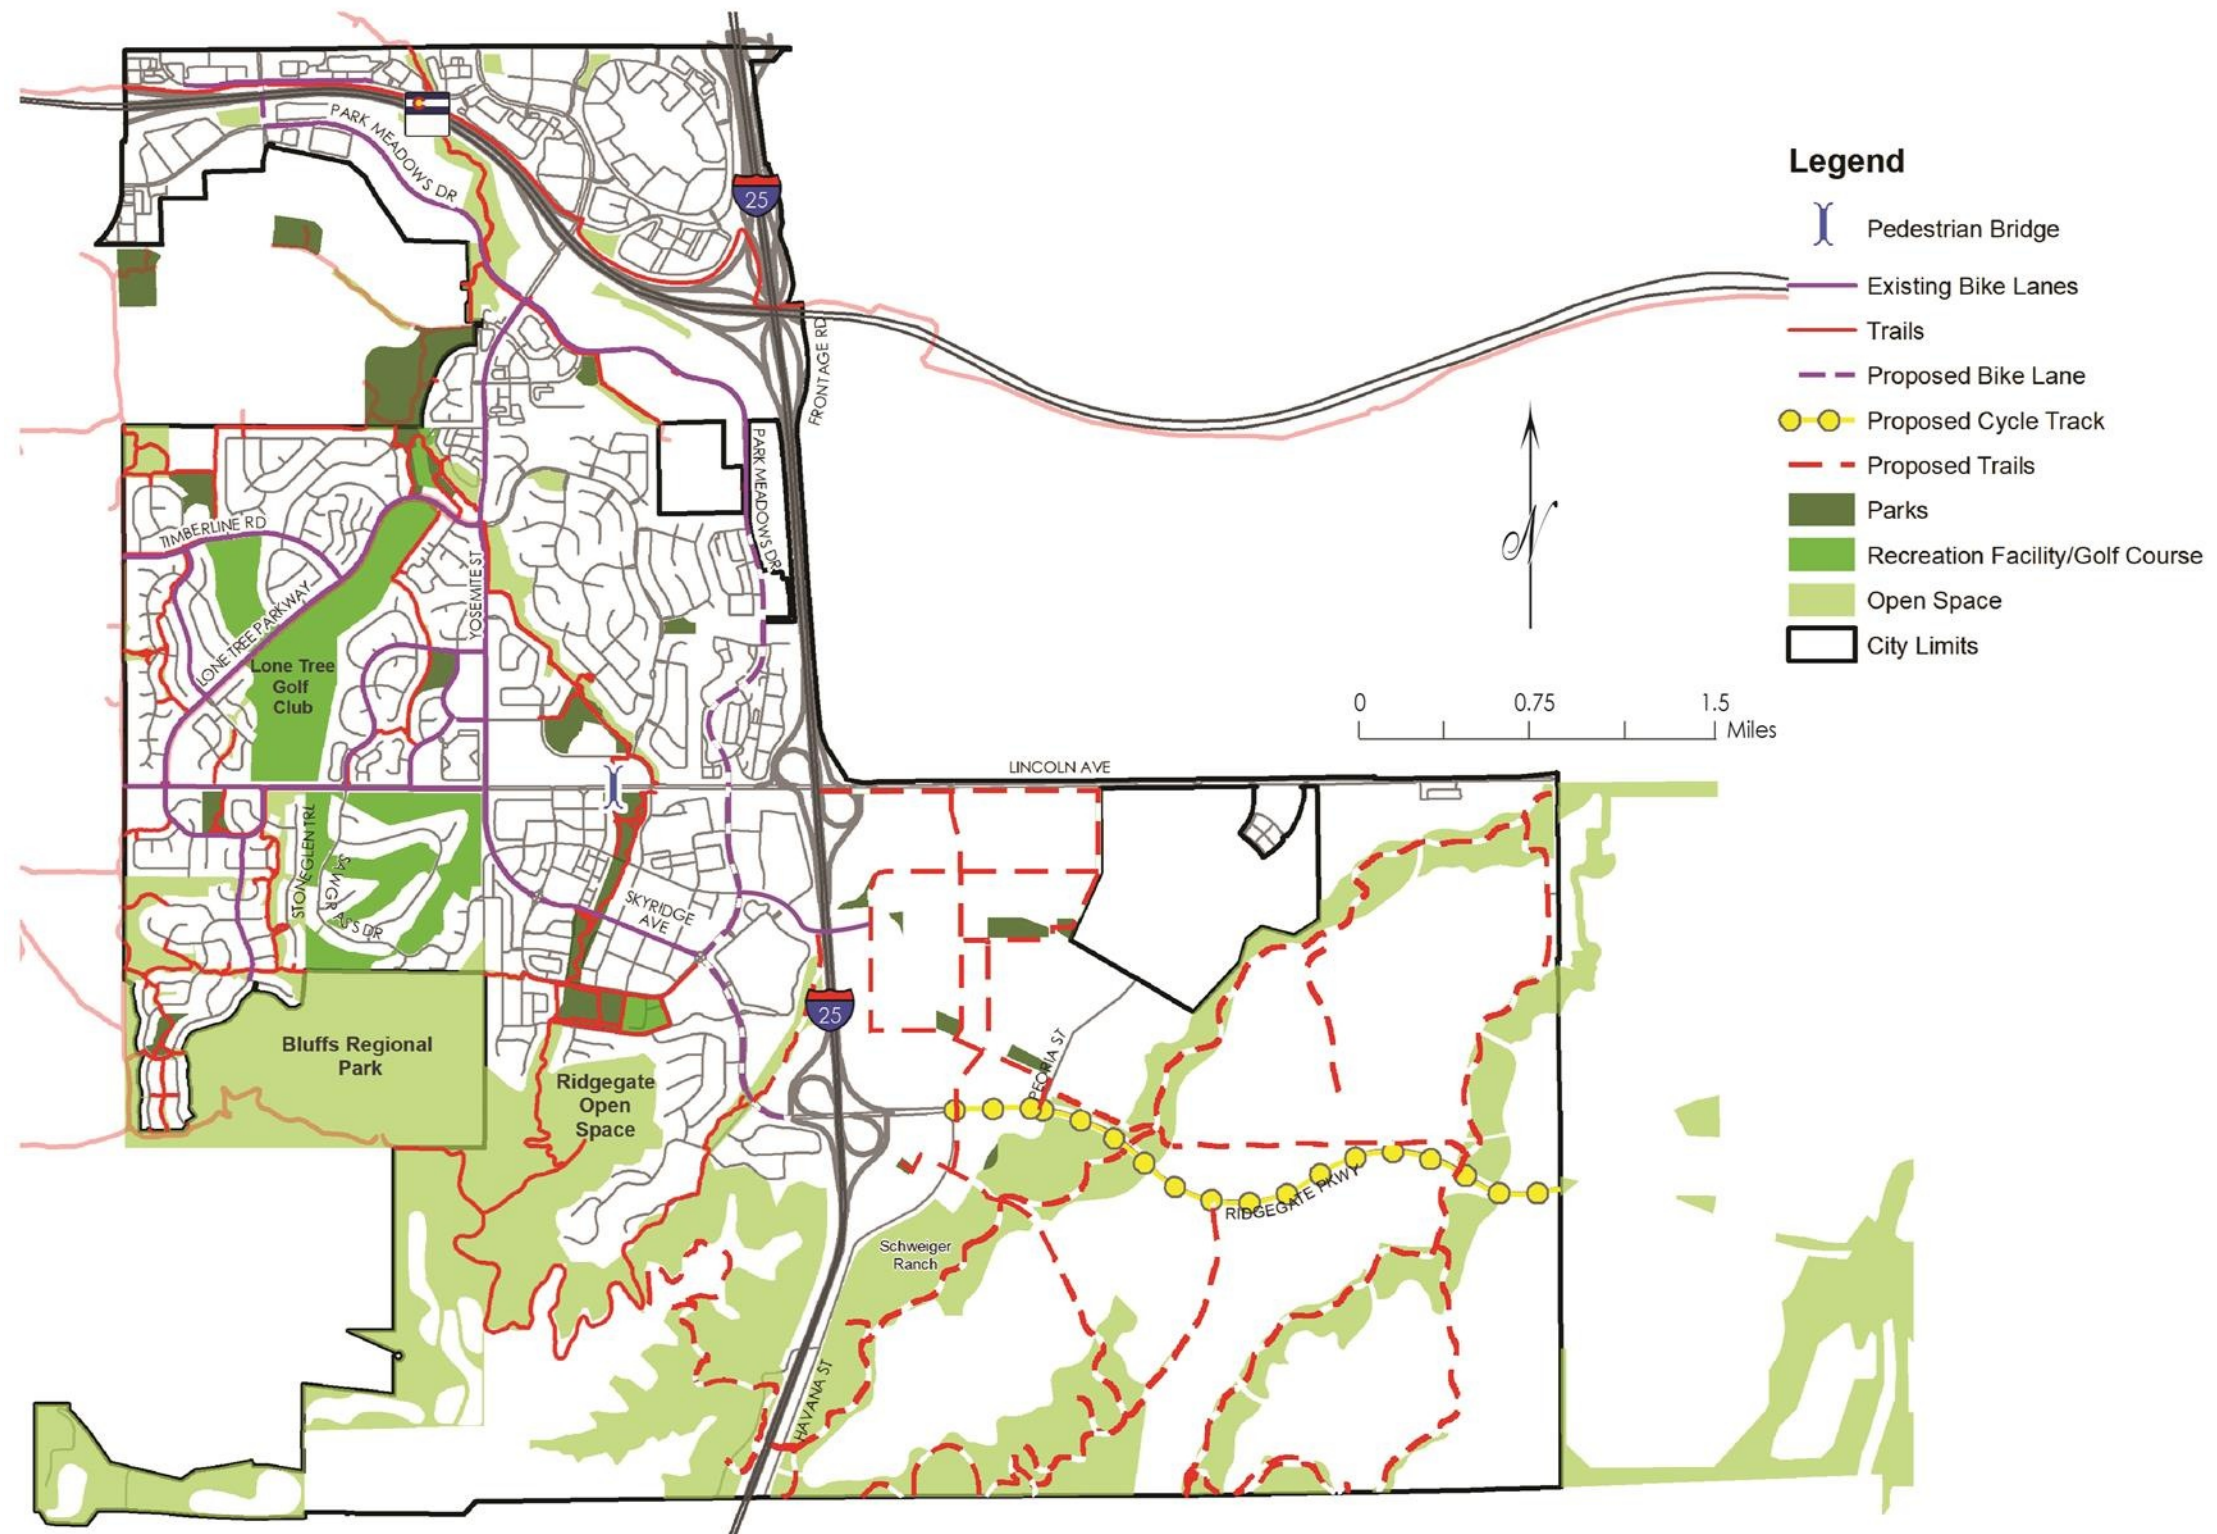 PARK MEADOWS DR
25
FRONTAGE RD
Legend
Pedestrian Bridge
Existing Bike Lanes
Trails
Proposed Bike Lane
Proposed Cycle Track
Proposed Trails
Parks
Recreation Facility/Golf Course
Open Space
City Limits
N
0 0.75 1.5
Miles
PARK MEADOWS DR
TIMBERLINE RD
YOSEMITE ST
LONE TREE PARKWAY
Lone Tree
Golf
Club
LINCOLN AVE
STONEGLEN TRL
SAWGRASS DR
SKYRIDGE
AVE
25
Bluffs Regional
Park
Ridgegate
Open
Space
PEORIA ST
RIDGEGATE PKWY
Schweiger
Ranch
HAVANA ST